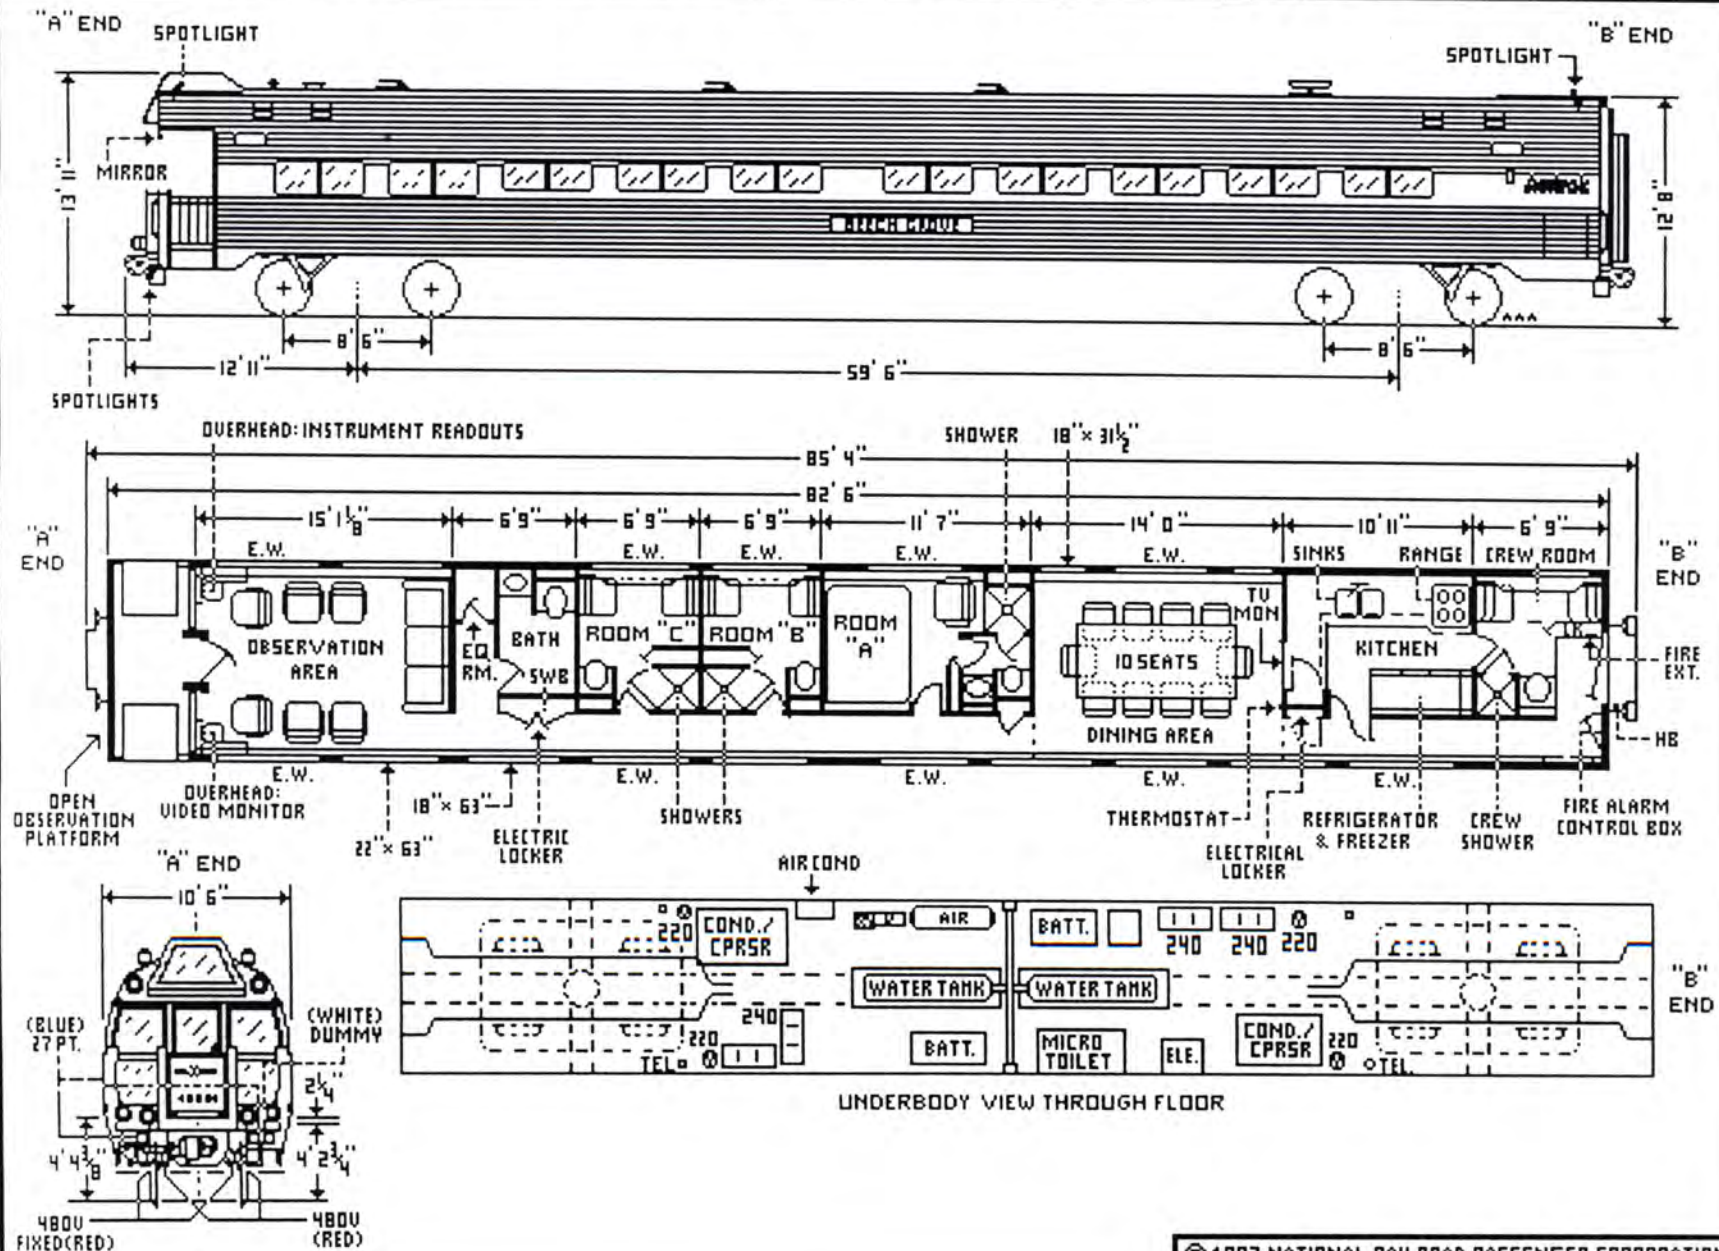 "A" END
SPOTLIGHT
"B" END
SPOTLIGHT
MIRROR
13' 11"
12' 8"
AMTRAK
BEECH GROVE
8' 6"
8' 6"
12' 11"
59' 6"
SPOTLIGHTS
OVERHEAD: INSTRUMENT READOUTS
SHOWER
18" x 31½"
85' 4"
82' 6"
15' 1⅛"
6' 9"
6' 9"
6' 9"
11' 7"
14' 0"
10' 11"
6' 9"
"A"
END
E.W.
E.W.
E.W.
E.W.
E.W.
SINKS
RANGE
CREW ROOM
"B"
END
OBSERVATION
AREA
EQ.
RM.
BATH
SWB
ROOM "C"
ROOM "B"
ROOM
"A"
10 SEATS
DINING AREA
TV
MON
KITCHEN
FIRE
EXT.
HB
E.W.
E.W.
E.W.
E.W.
E.W.
OPEN
OBSERVATION
PLATFORM
OVERHEAD:
VIDEO MONITOR
22" x 63"
18" x 63"
ELECTRIC
LOCKER
SHOWERS
THERMOSTAT
ELECTRICAL
LOCKER
REFRIGERATOR
& FREEZER
CREW
SHOWER
FIRE ALARM
CONTROL BOX
"A" END
10' 6"
(BLUE)
27 PT.
(WHITE)
DUMMY
2¼"
4' 4⅜"
4' 2¾"
480V
FIXED(RED)
480V
(RED)
AIR COND
220
COND./
CPRSR
AIR
BATT.
240
240
220
WATER TANK
WATER TANK
"B"
END
240
220
TEL
BATT.
MICRO
TOILET
ELE.
COND./
CPRSR
220
TEL.
UNDERBODY VIEW THROUGH FLOOR